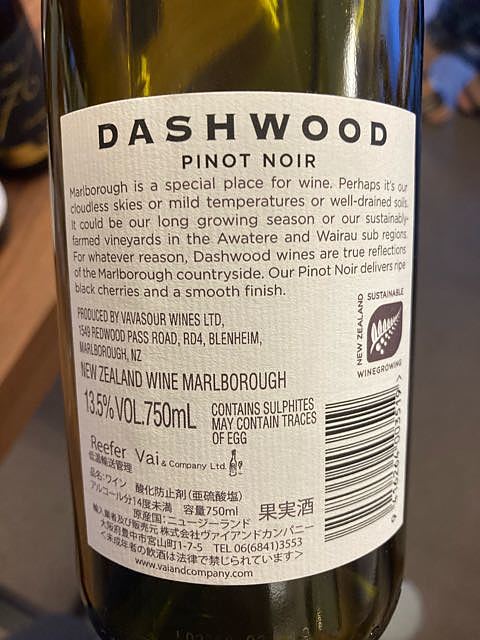 DASHWOOD
PINOT NOIR
Marlborough is a special place for wine. Perhaps it's our
cloudless skies or mild temperatures or well-drained soils.
It could be our long growing season or our sustainably-
farmed vineyards in the Awatere and Wairau sub regions.
For whatever reason, Dashwood wines are true reflections
of the Marlborough countryside. Our Pinot Noir delivers ripe
black cherries and a smooth finish.
PRODUCED BY VAVASOUR WINES LTD,
1549 REDWOOD PASS ROAD, RD4, BLENHEIM,
MARLBOROUGH, NZ
NEW ZEALAND WINE MARLBOROUGH
13.5% VOL. 750mL
CONTAINS SULPHITES
MAY CONTAIN TRACES
OF EGG
NEW ZEALAND
SUSTAINABLE
WINEGROWING
Reefer Vai & Company Ltd.
低温輸送管理
品名:ワイン 酸化防止剤(亜硫酸塩)
アルコール分14度未満 容量750ml
原産国:ニュージーランド 果実酒
輸入業者及び販売元 株式会社ヴァイアンドカンパニー
大阪府豊中市宮山町1-7-5 TEL 06(6841)3553
<未成年者の飲酒は法律で禁じられています>
www.vaiandcompany.com